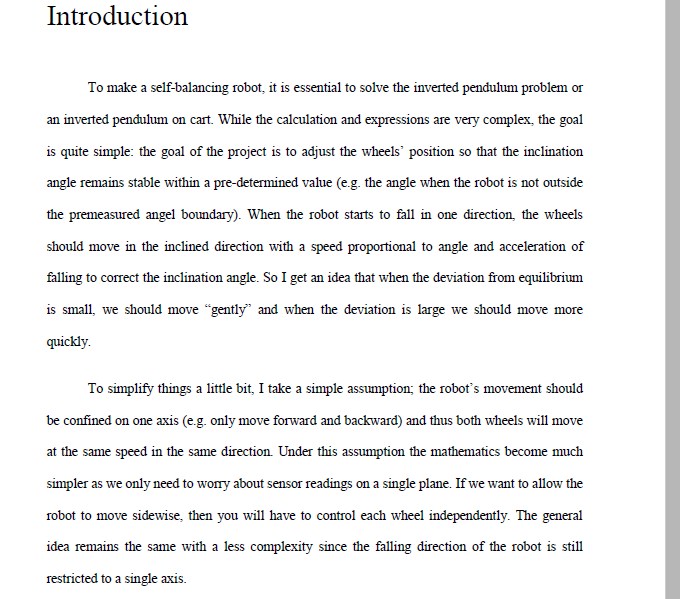 Introduction
To make a self-balancing robot, it is essential to solve the inverted pendulum problem or
an inverted pendulum on cart. While the calculation and expressions are very complex, the goal
is quite simple: the goal of the project is to adjust the wheels’ position so that the inclination
angle remains stable within a pre-determined value (e.g. the angle when the robot is not outside
the premeasured angel boundary). When the robot starts to fall in one direction, the wheels
should move in the inclined direction with a speed proportional to angle and acceleration of
falling to correct the inclination angle. So I get an idea that when the deviation from equilibrium
is small, we should move “gently” and when the deviation is large we should move more
quickly.
To simplify things a little bit, I take a simple assumption; the robot’s movement should
be confined on one axis (e.g. only move forward and backward) and thus both wheels will move
at the same speed in the same direction. Under this assumption the mathematics become much
simpler as we only need to worry about sensor readings on a single plane. If we want to allow the
robot to move sidewise, then you will have to control each wheel independently. The general
idea remains the same with a less complexity since the falling direction of the robot is still
restricted to a single axis.